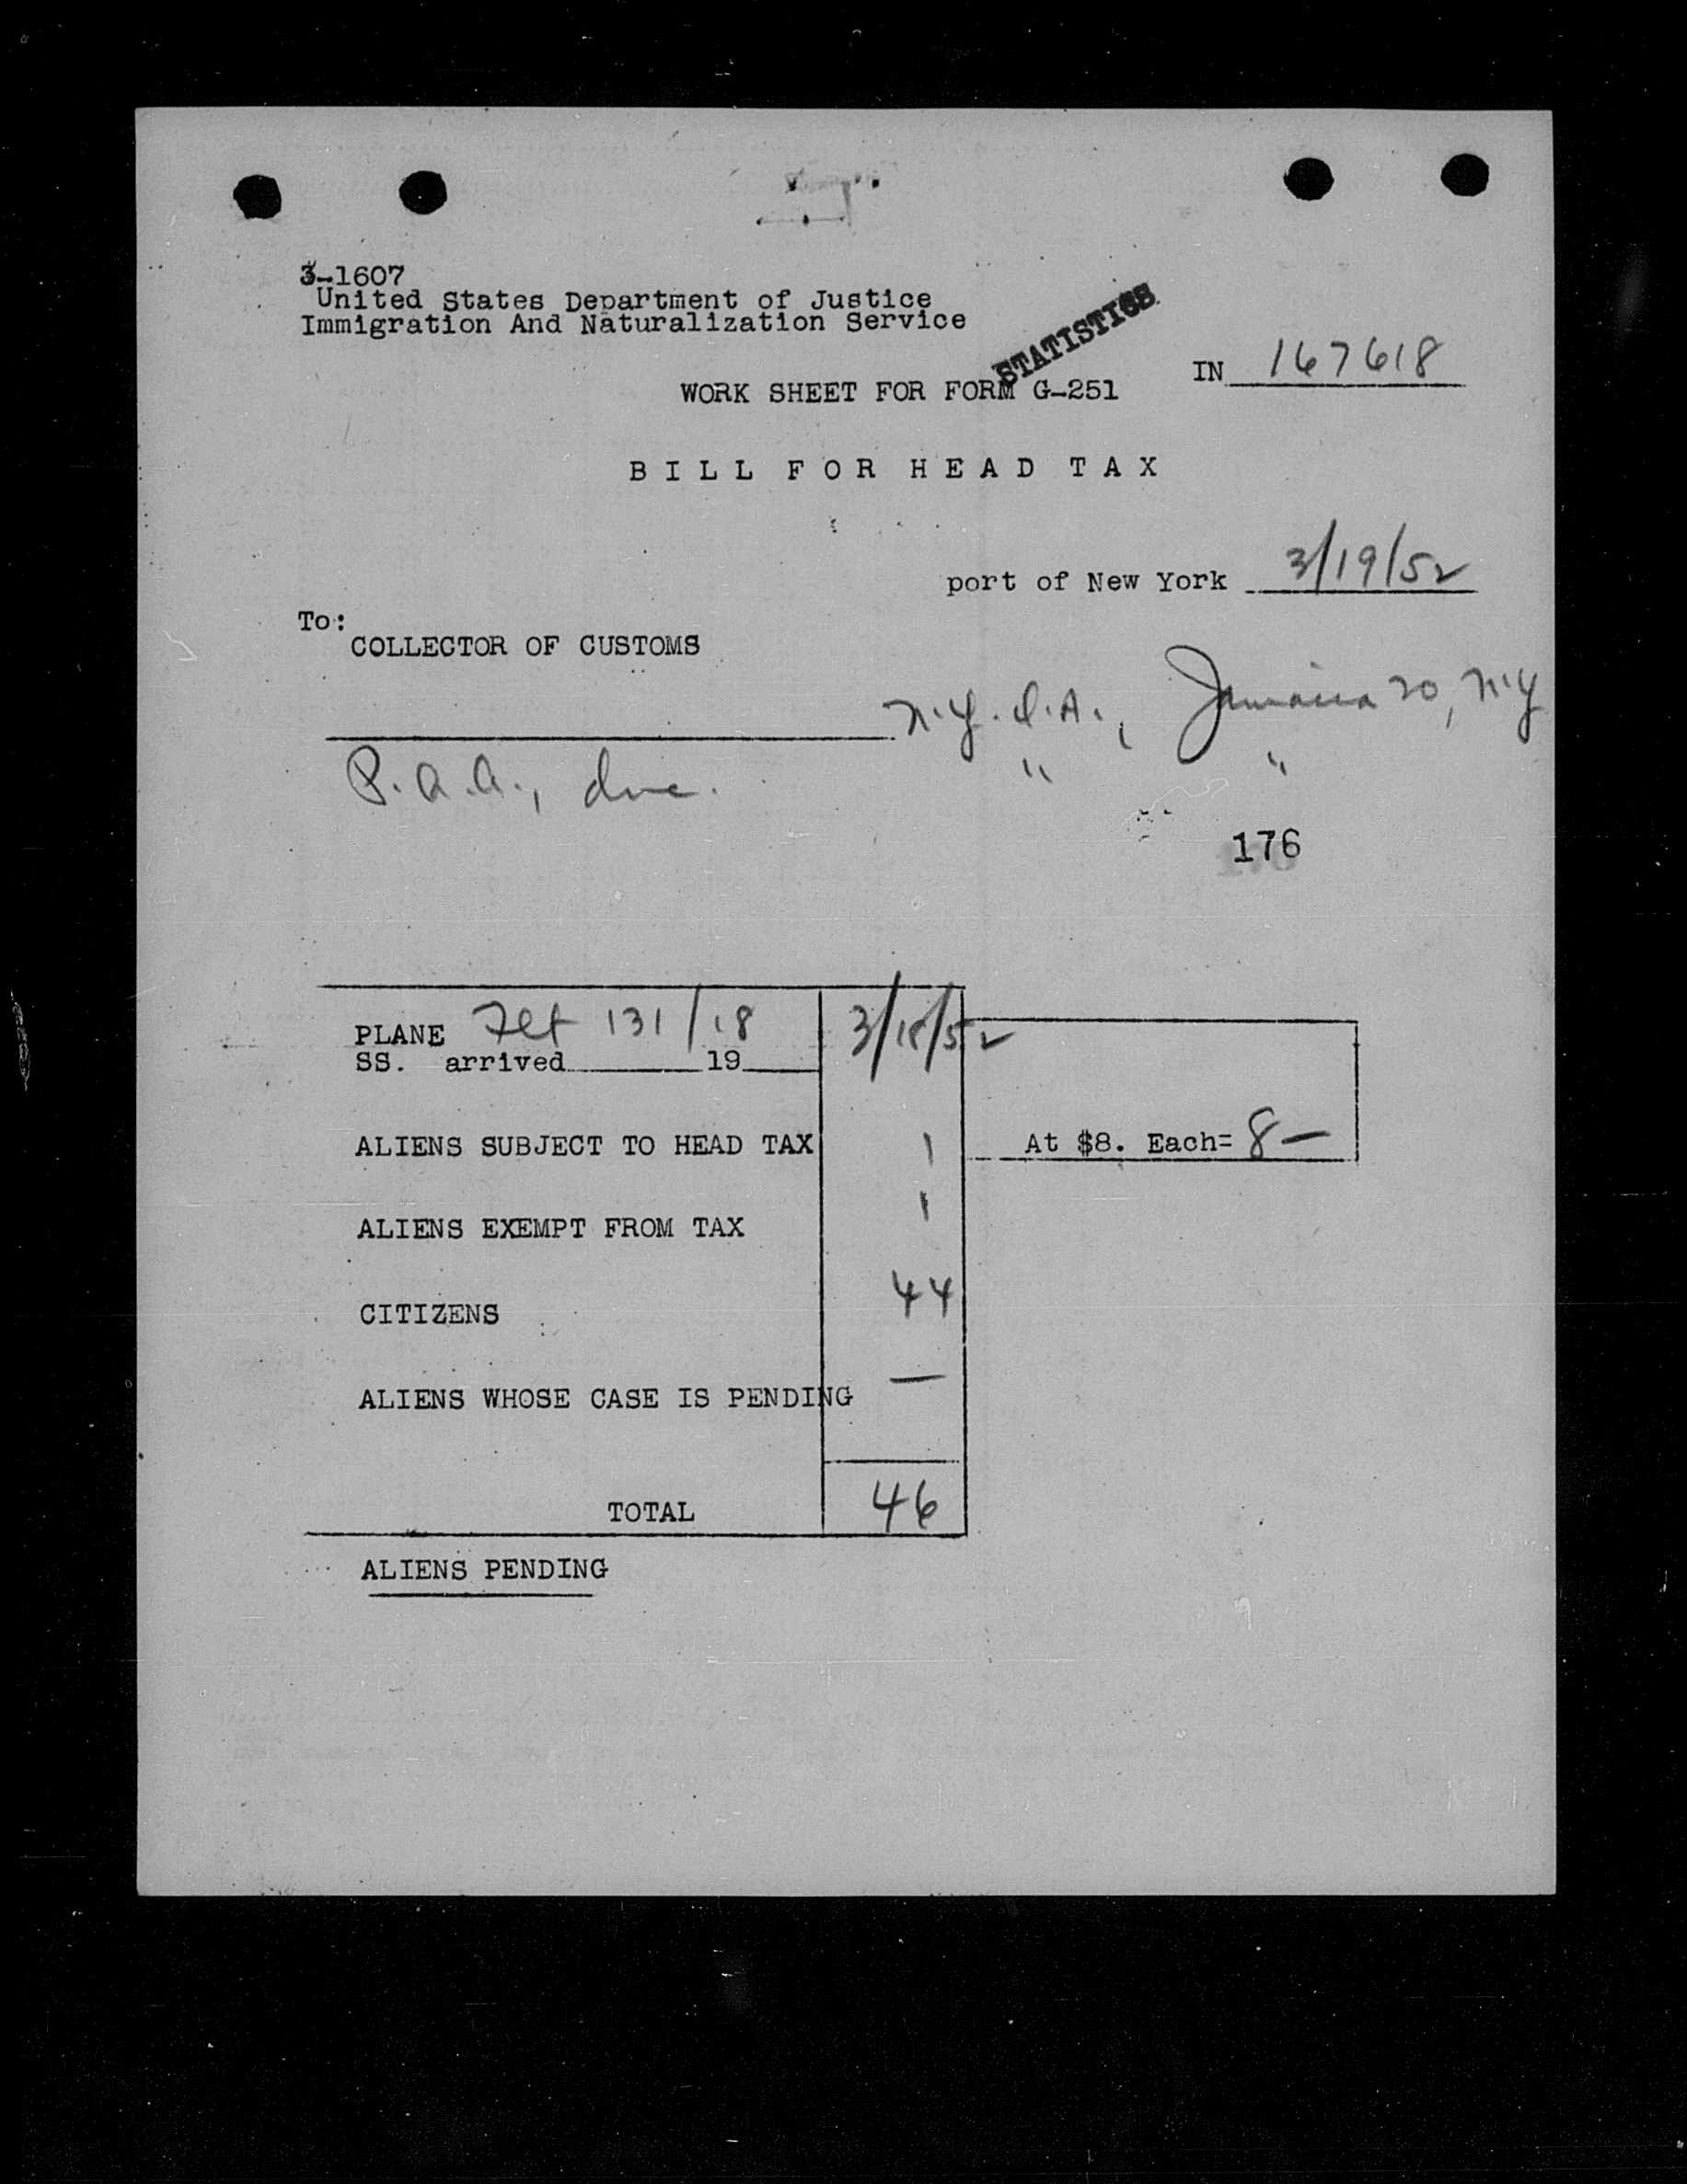 3-1607
United States Department of Justice
Immigration And Naturalization Service
STATISTICS
IN 167618
WORK SHEET FOR FORM G-251
BILL FOR HEAD TAX
port of New York 3/19/52
To:
COLLECTOR OF CUSTOMS
N.Y.I.A., Jamaica 20, N.Y
P.A.A., Inc. " "
176
PLANE Flt 131/18 3/18/52
SS. arrived 19
ALIENS SUBJECT TO HEAD TAX 1 At $8. Each= 8 —
ALIENS EXEMPT FROM TAX 1
CITIZENS 44
ALIENS WHOSE CASE IS PENDING —
TOTAL 46
ALIENS PENDING